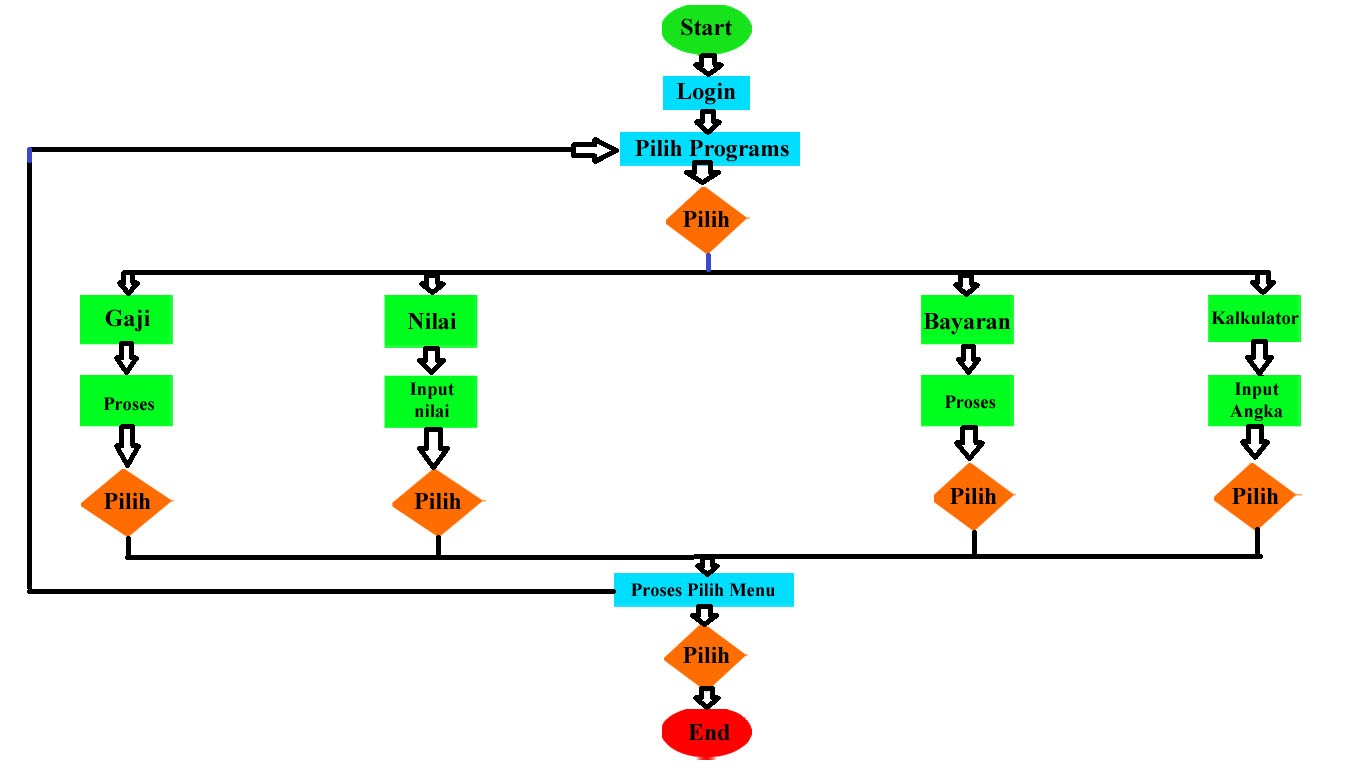 Start
Login
Pilih Programs
Pilih
Gaji
Nilai
Bayaran
Kalkulator
Proses
Input
nilai
Proses
Input
Angka
Pilih
Pilih
Pilih
Pilih
Proses Pilih Menu
Pilih
End